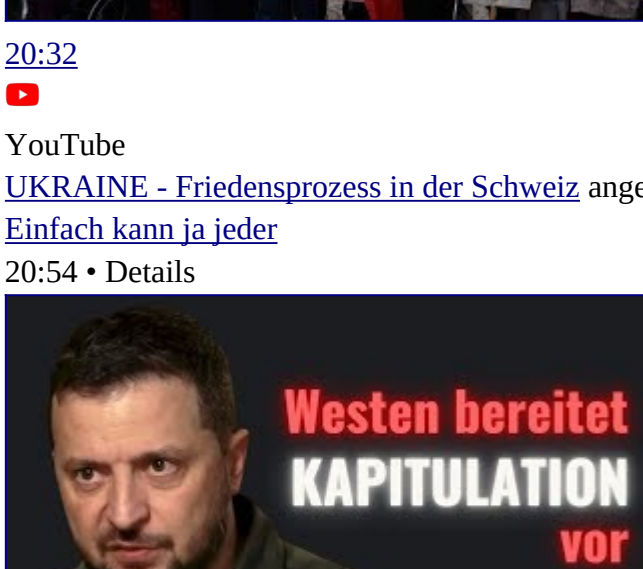 20:32
YouTube
UKRAINE - Friedensprozess in der Schweiz ange
Einfach kann ja jeder
20:54 • Details
Westen bereitet
KAPITULATION
vor